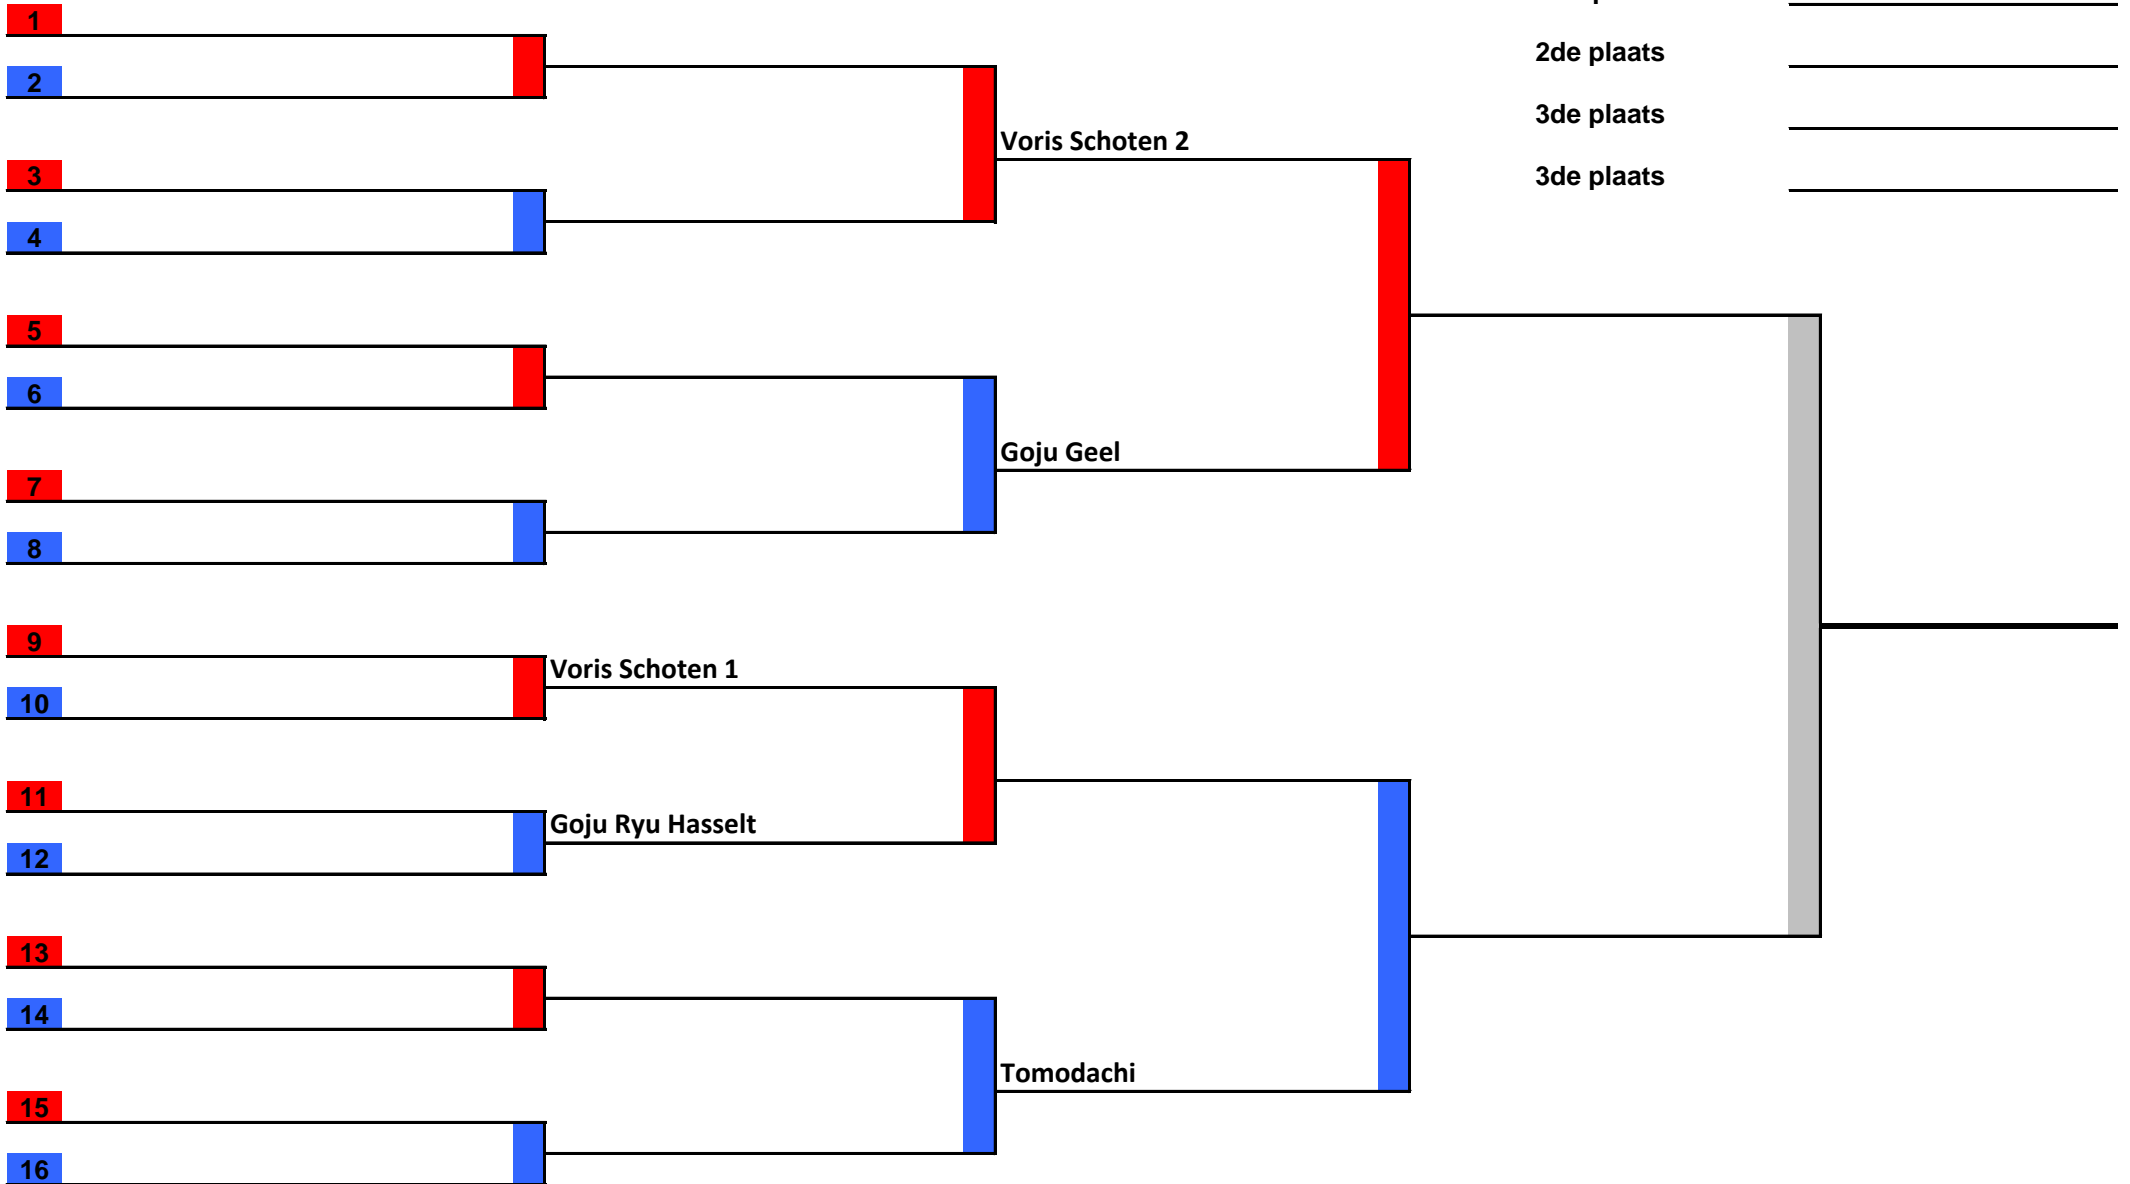 1
2
3
4
5
6
7
8
9
10
11
12
13
14
15
16
Voris Schoten 1
Goju Ryu Hasselt
Voris Schoten 2
Goju Geel
Tomodachi
2de plaats
3de plaats
3de plaats